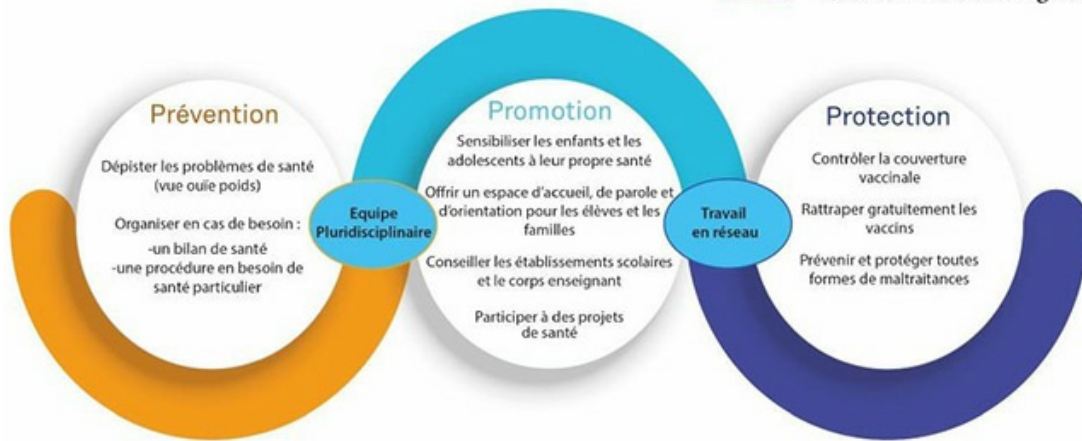 Prévention
Dépister les problèmes de santé
(vue ouïe poids)
Organiser en cas de besoin :
-un bilan de santé
-une procédure en besoin de
santé particulier
Equipe
Pluridisciplinaire
Promotion
Sensibiliser les enfants et les
adolescents à leur propre santé
Offrir un espace d'accueil, de parole et
d'orientation pour les élèves et les
familles
Conseiller les établissements scolaires
et le corps enseignant
Participer à des projets
de santé
Travail
en réseau
Protection
Contrôler la couverture
vaccinale
Rattraper gratuitement les
vaccins
Prévenir et protéger toutes
formes de maltraitances